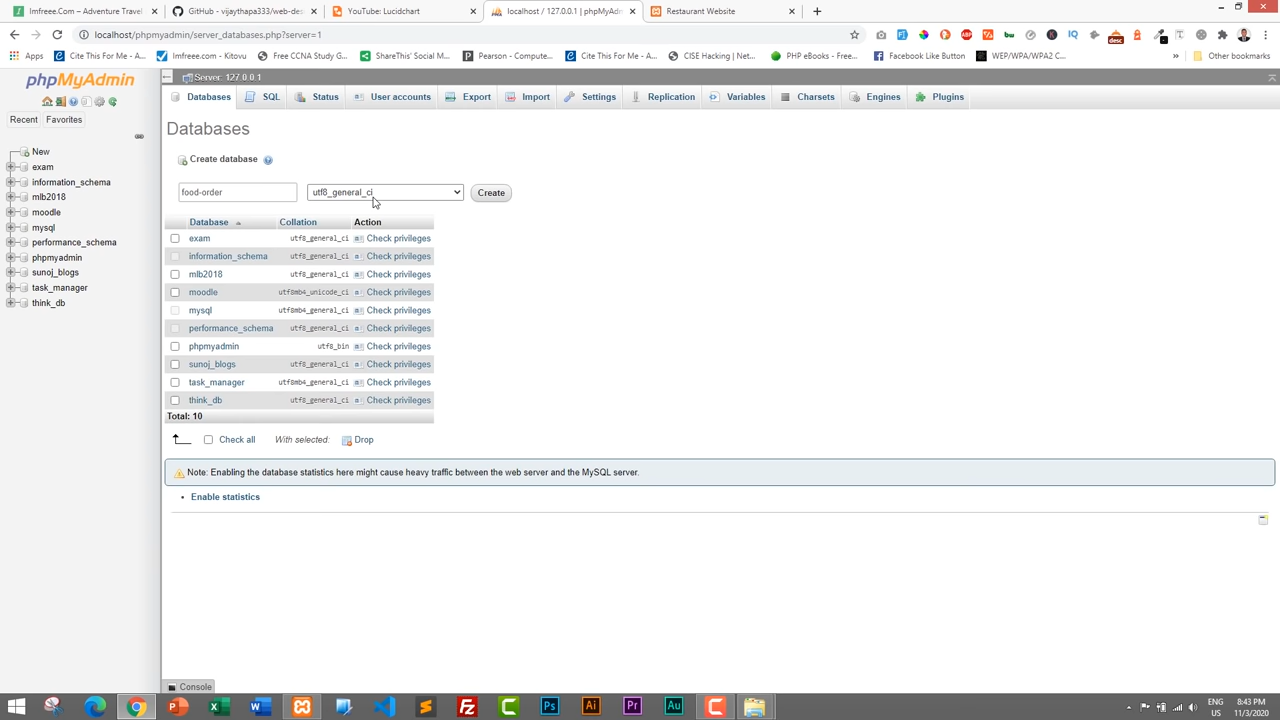 Imfreee.Com – Adventure Travel
GitHub - vijaythapa333/web-des
YouTube: Lucidchart
localhost / 127.0.0.1 | phpMyAdm
Restaurant Website
localhost/phpmyadmin/server_databases.php?server=1
Apps
Cite This For Me - C...
Imfreee.com - Kitovu
Free CCNA Study G...
ShareThis' Social M...
Pearson - Compute...
Cite This For Me - C...
CISE Hacking | Net...
PHP eBooks - Free...
Facebook Like Button
WEP/WPA/WPA2 C...
Other bookmarks
phpMyAdmin
Recent
Favorites
New
exam
information_schema
mlb2018
moodle
mysql
performance_schema
phpmyadmin
sunoj_blogs
task_manager
think_db
Server: 127.0.0.1
Databases
SQL
Status
User accounts
Export
Import
Settings
Replication
Variables
Charsets
Engines
Plugins
Databases
Create database
food-order
utf8_general_ci
Create
Database Collation Action
exam utf8_general_ci Check privileges
information_schema utf8_general_ci Check privileges
mlb2018 utf8_general_ci Check privileges
moodle utf8mb4_unicode_ci Check privileges
mysql utf8_general_ci Check privileges
performance_schema utf8_general_ci Check privileges
phpmyadmin utf8_bin Check privileges
sunoj_blogs utf8_general_ci Check privileges
task_manager utf8mb4_general_ci Check privileges
think_db utf8_general_ci Check privileges
Total: 10
Check all With selected: Drop
Note: Enabling the database statistics here might cause heavy traffic between the web server and the MySQL server.
Enable statistics
Console
ENG
US
8:43 PM
11/3/2020